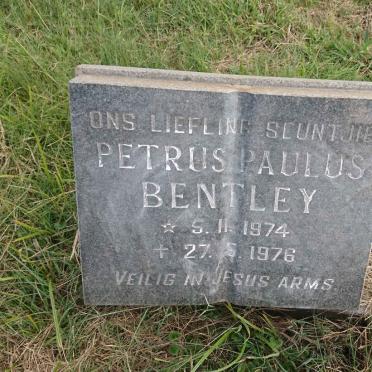 ONS LIEFLING SEUNTJIE
PETRUS PAULUS
BENTLEY
☆ 5.11.1974
+ 27.5.1976
VEILIG IN JESUS ARMS.